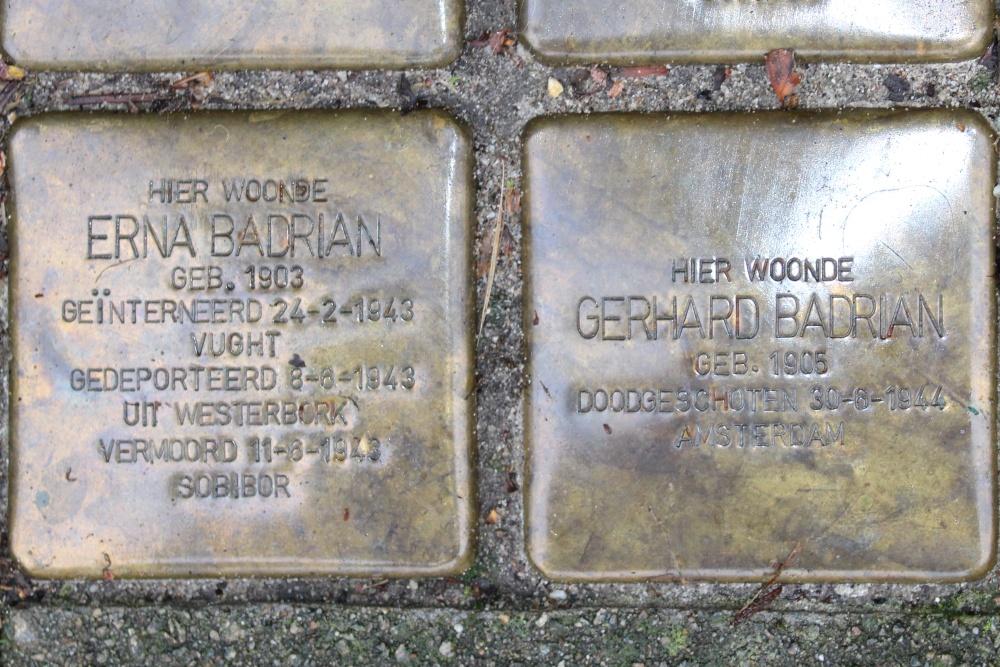 HIER WOONDE
ERNA BADRIAN
GEB. 1903
GEÏNTERNEERD 24-2-1943
VUGHT
GEDEPORTEERD 8-6-1943
UIT WESTERBORK
VERMOORD 11-6-1943
SOBIBOR
HIER WOONDE
GERHARD BADRIAN
GEB. 1905
DOODGESCHOTEN 30-6-1944
AMSTERDAM